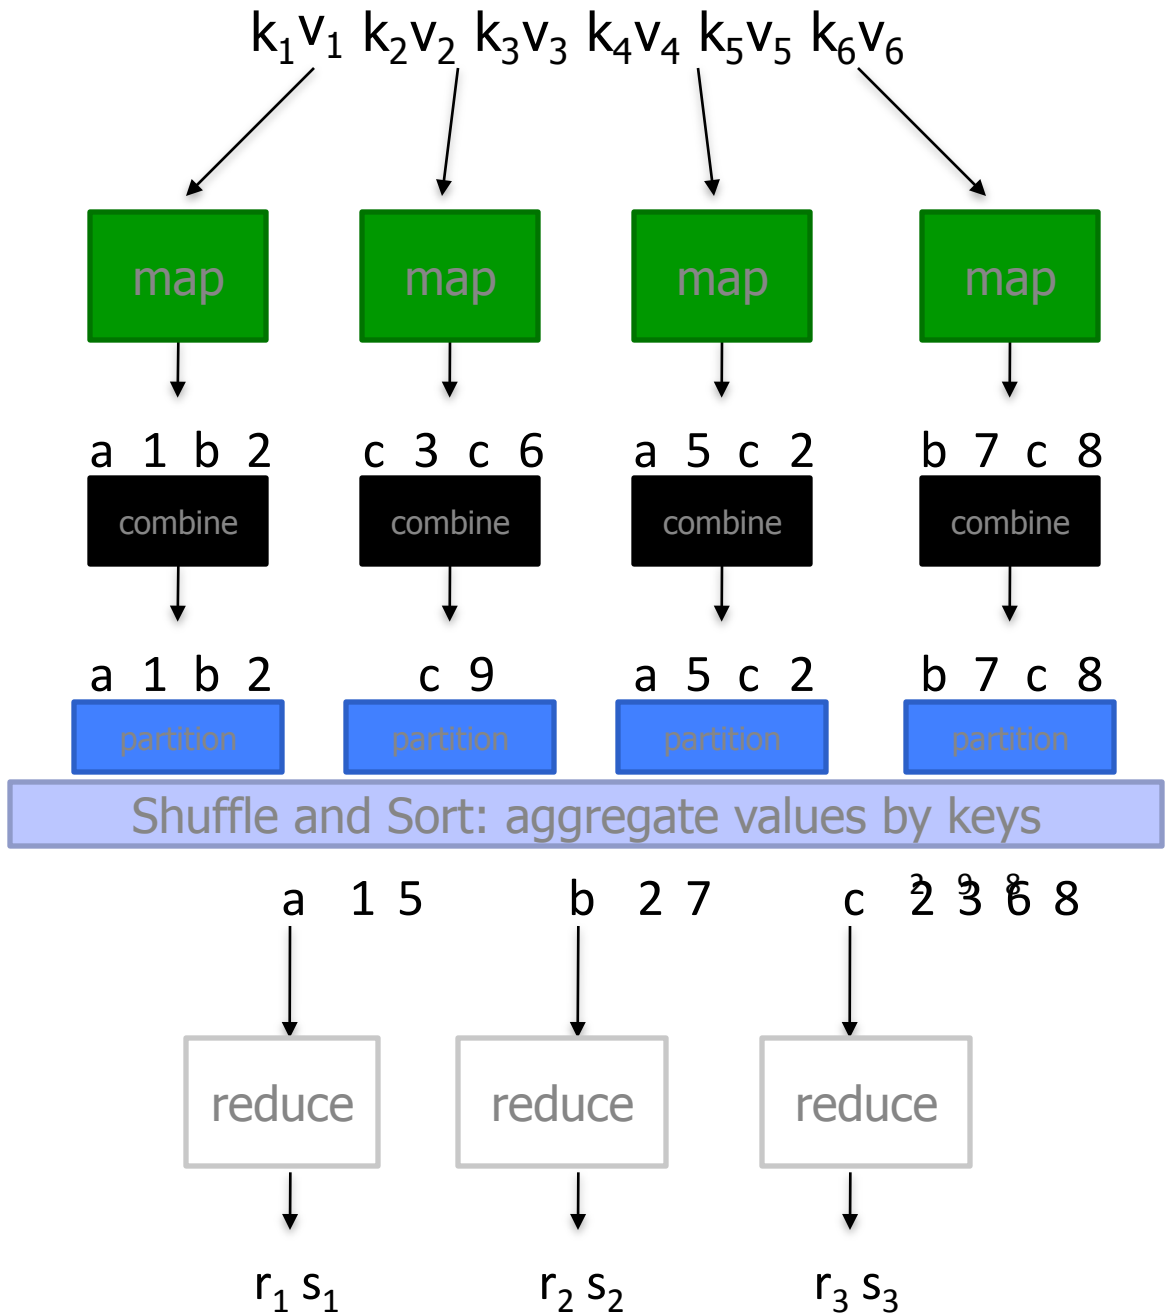 k₁v₁ k₂v₂ k₃v₃ k₄v₄ k₅v₅ k₆v₆
map map map map
a 1 b 2 c 3 c 6 a 5 c 2 b 7 c 8
combine combine combine combine
a 1 b 2 c 9 a 5 c 2 b 7 c 8
partition partition partition partition
Shuffle and Sort: aggregate values by keys
2 9 8
a 1 5 b 2 7 c 2 3 6 8
reduce reduce reduce
r₁ s₁ r₂ s₂ r₃ s₃